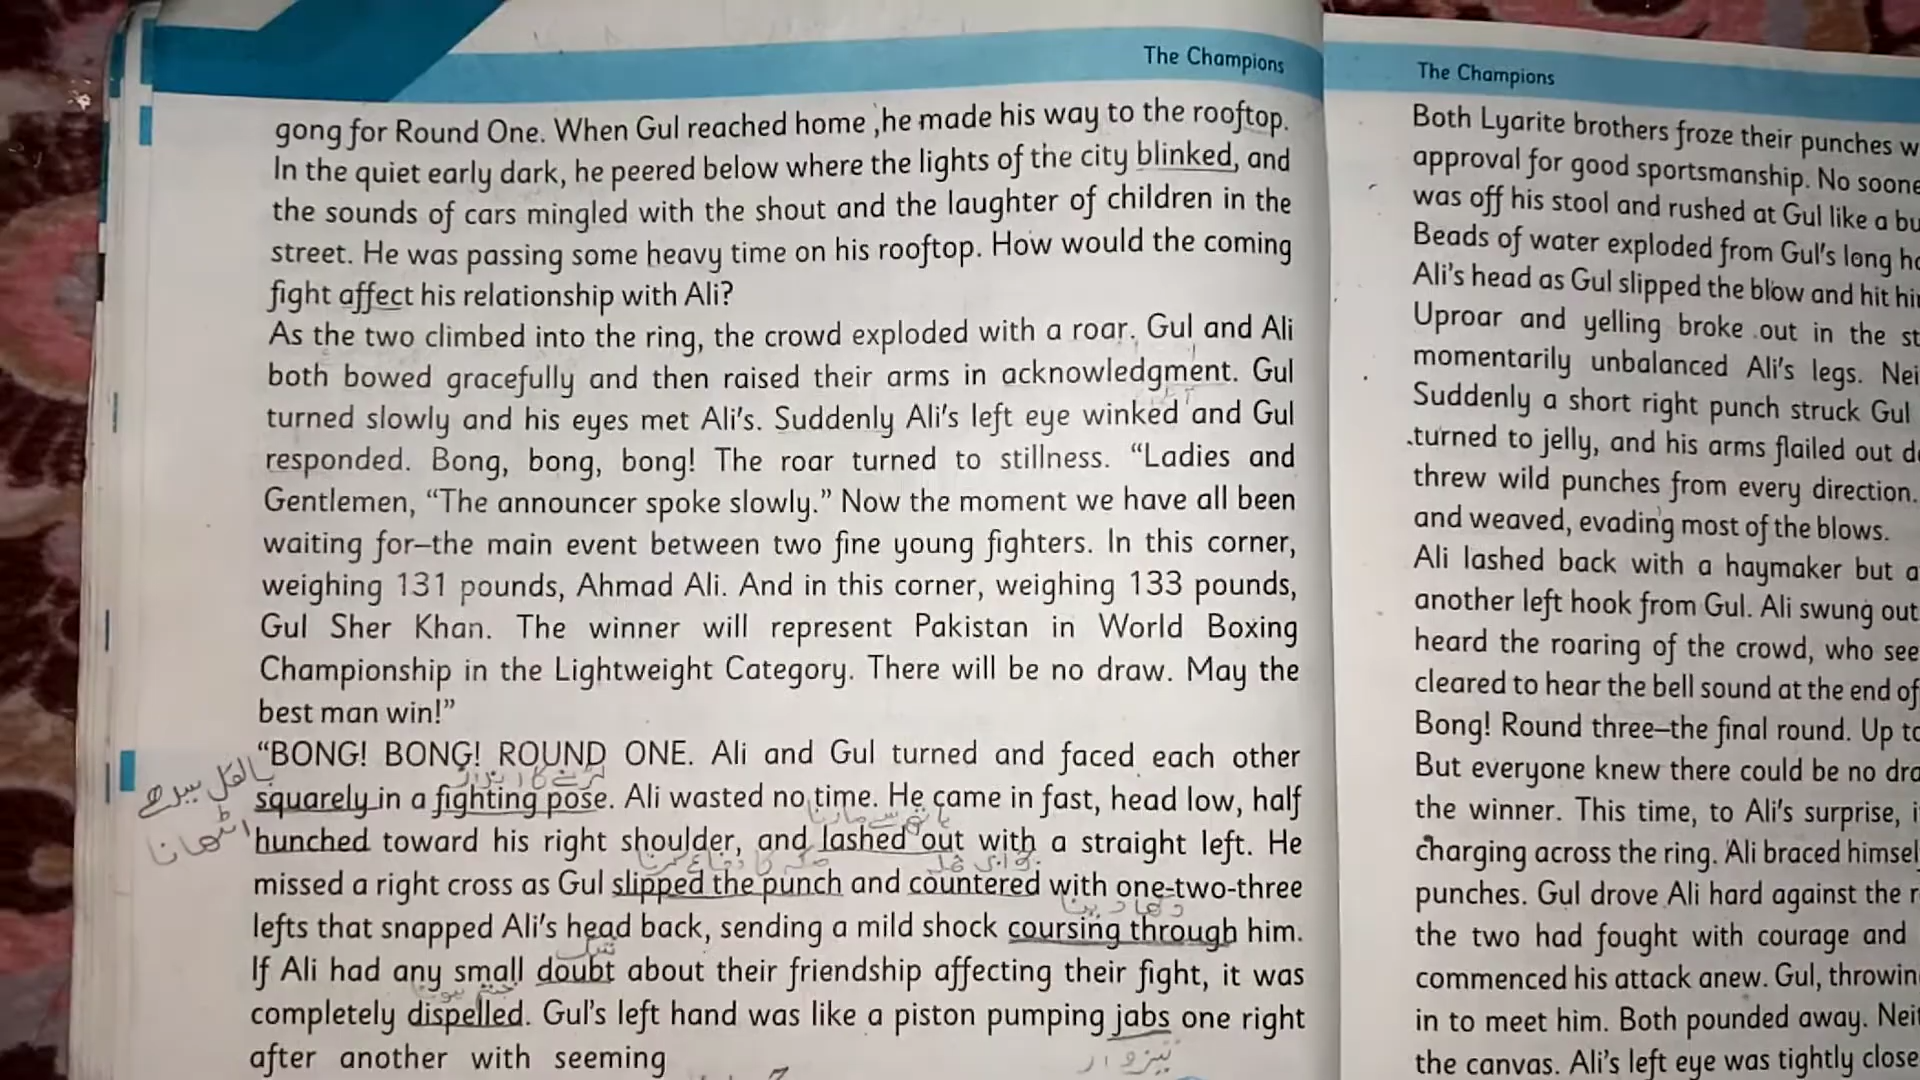 The Champions
gong for Round One. When Gul reached home ,he made his way to the rooftop.
In the quiet early dark, he peered below where the lights of the city blinked, and
the sounds of cars mingled with the shout and the laughter of children in the
street. He was passing some heavy time on his rooftop. How would the coming
fight affect his relationship with Ali?
As the two climbed into the ring, the crowd exploded with a roar. Gul and Ali
both bowed gracefully and then raised their arms in acknowledgment. Gul
turned slowly and his eyes met Ali's. Suddenly Ali's left eye winked and Gul
responded. Bong, bong, bong! The roar turned to stillness. “Ladies and
Gentlemen, “The announcer spoke slowly.” Now the moment we have all been
waiting for–the main event between two fine young fighters. In this corner,
weighing 131 pounds, Ahmad Ali. And in this corner, weighing 133 pounds,
Gul Sher Khan. The winner will represent Pakistan in World Boxing
Championship in the Lightweight Category. There will be no draw. May the
best man win!”
“BONG! BONG! ROUND ONE. Ali and Gul turned and faced each other
بالکل سیدھے
squarely in a fighting pose. Ali wasted no time. He came in fast, head low, half
hunched toward his right shoulder, and lashed out with a straight left. He
missed a right cross as Gul slipped the punch and countered with one-two-three
lefts that snapped Ali's head back, sending a mild shock coursing through him.
شک
If Ali had any small doubt about their friendship affecting their fight, it was
completely dispelled. Gul's left hand was like a piston pumping jabs one right
after another with seeming
The Champions
Both Lyarite brothers froze their punches
approval for good sportsmanship. No
was off his stool and rushed at Gul like a
Beads of water exploded from Gul's long
Ali's head as Gul slipped the blow and hit
Uproar and yelling broke out in the
momentarily unbalanced Ali's legs.
Suddenly a short right punch struck Gul
turned to jelly, and his arms flailed out
threw wild punches from every direction.
and weaved, evading most of the blows.
Ali lashed back with a haymaker but
another left hook from Gul. Ali swung out
heard the roaring of the crowd, who
cleared to hear the bell sound at the end of
Bong! Round three–the final round. Up
But everyone knew there could be no
the winner. This time, to Ali's surprise,
charging across the ring. Ali braced
punches. Gul drove Ali hard against the
the two had fought with courage and
commenced his attack anew. Gul,
in to meet him. Both pounded away.
the canvas. Ali's left eye was tightly